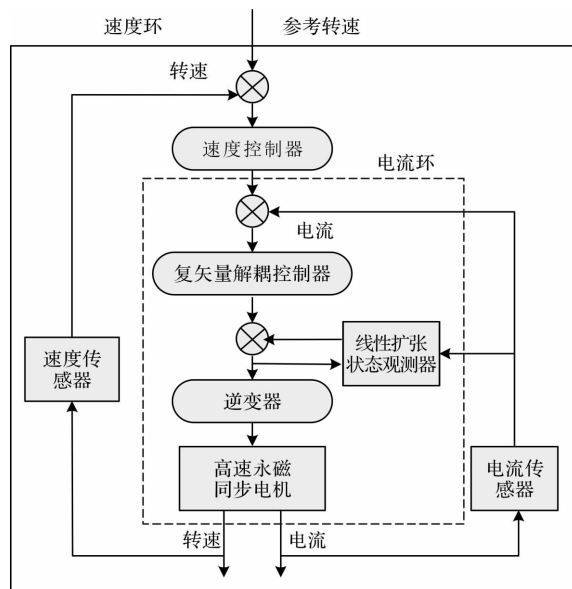 速度环
参考转速
转速
速度控制器
电流环
电流
复矢量解耦控制器
线性扩张
状态观测器
速度传
感器
逆变器
高速永磁
同步电机
电流传
感器
转速
电流